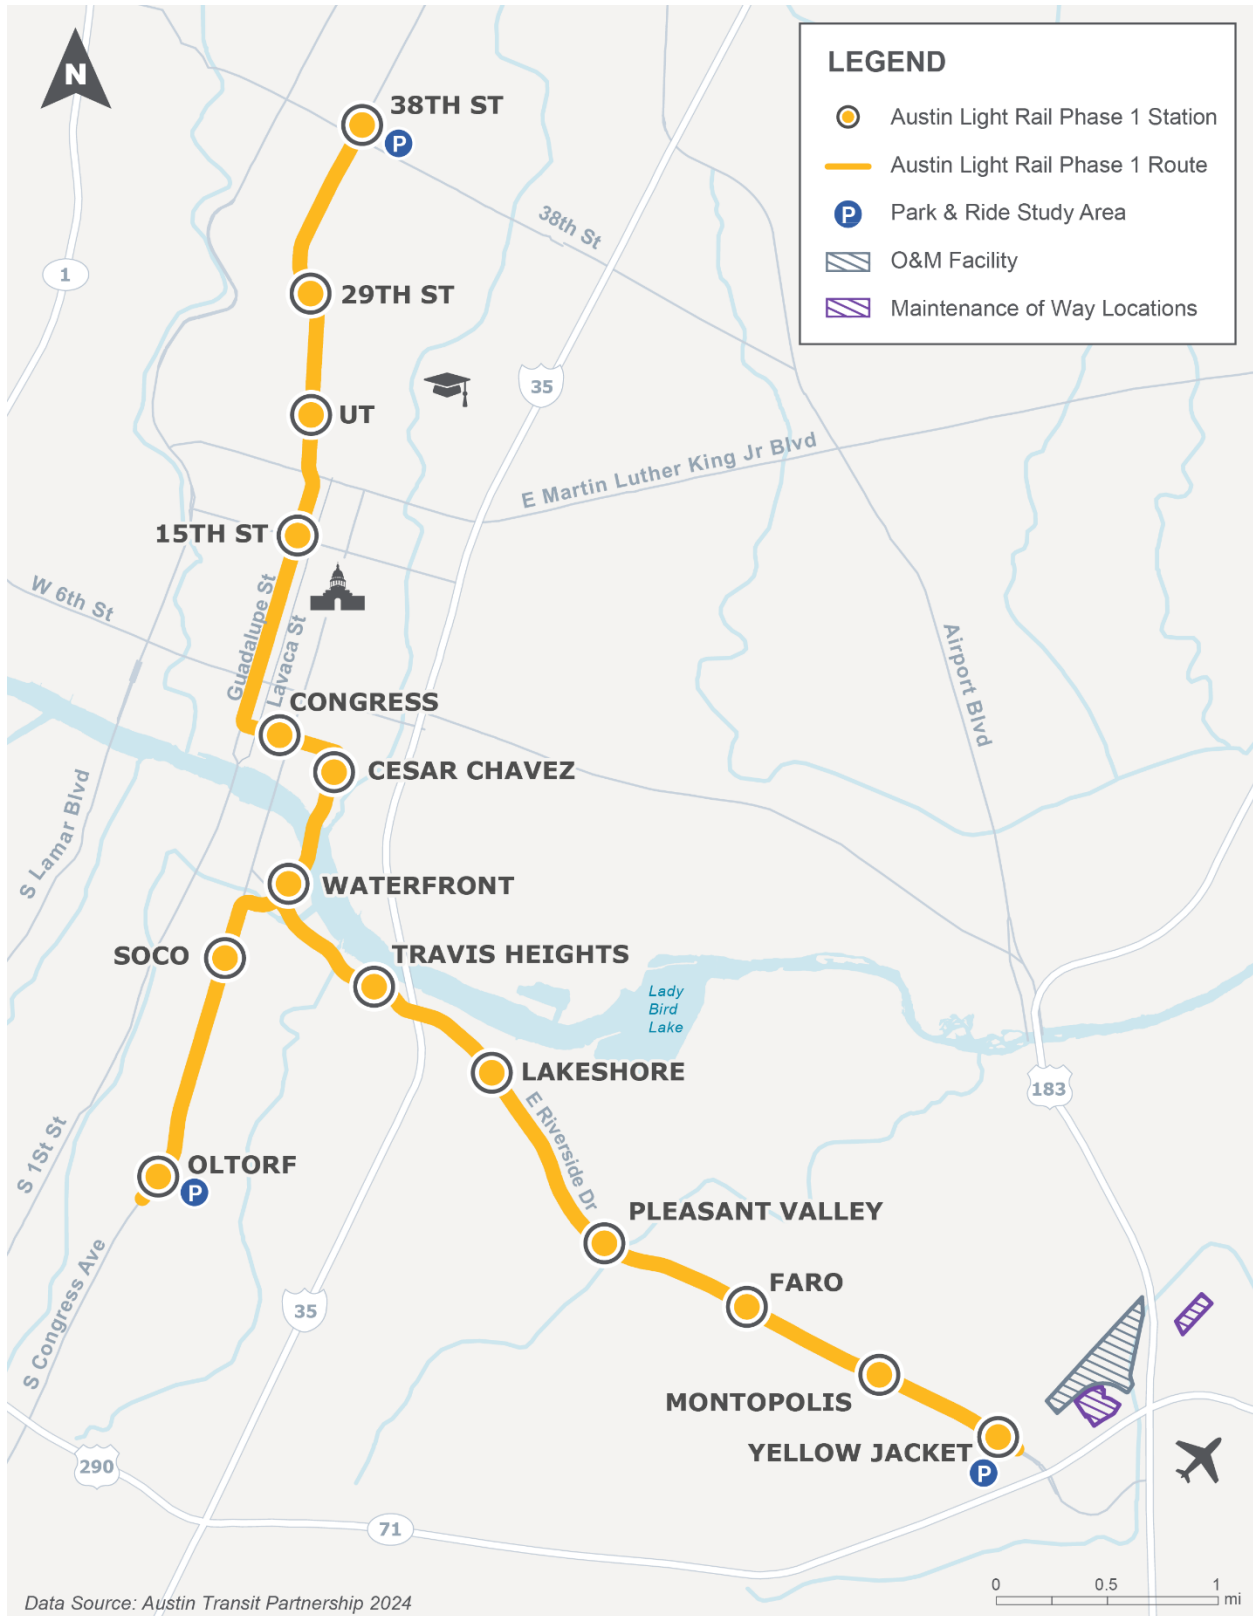 N
LEGEND
Austin Light Rail Phase 1 Station
Austin Light Rail Phase 1 Route
P
Park & Ride Study Area
O&M Facility
Maintenance of Way Locations
38TH ST
P
38th St
1
29TH ST
35
UT
E Martin Luther King Jr Blvd
15TH ST
W 6th St
Guadalupe St
Lavaca St
Airport Blvd
CONGRESS
CESAR CHAVEZ
S Lamar Blvd
WATERFRONT
SOCO
TRAVIS HEIGHTS
Lady
Bird
Lake
LAKESHORE
183
E Riverside Dr
S 1St St
OLTORF
P
PLEASANT VALLEY
FARO
S Congress Ave
35
MONTOPOLIS
YELLOW JACKET
P
290
71
0 0.5 1
mi
Data Source: Austin Transit Partnership 2024